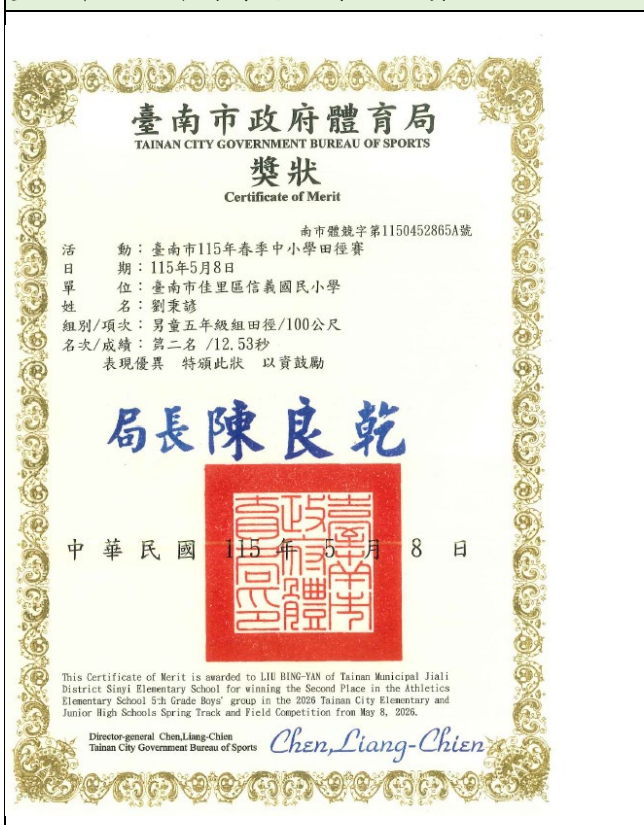 臺南市政府體育局
TAINAN CITY GOVERNMENT BUREAU OF SPORTS
獎狀
Certificate of Merit
南市體競字第1150452865A號
活 動：臺南市115年春季中小學田徑賽
日 期：115年5月8日
單 位：臺南市佳里區信義國民小學
姓 名：劉秉諺
組別/項次：男童五年級組田徑/100公尺
名次/成績：第二名 /12.53秒
表現優異 特頒此狀 以資鼓勵
局長陳良乾
臺南市政府體育局印
中華民國 115 年 5 月 8 日
This Certificate of Merit is awarded to LIU BING-YAN of Tainan Municipal Jiali
District Sinyi Elementary School for winning the Second Place in the Athletics
Elementary School 5th Grade Boys' group in the 2026 Tainan City Elementary and
Junior High Schools Spring Track and Field Competition from May 8, 2026.
Director-general Chen,Liang-Chien
Tainan City Government Bureau of Sports
Chen,Liang-Chien